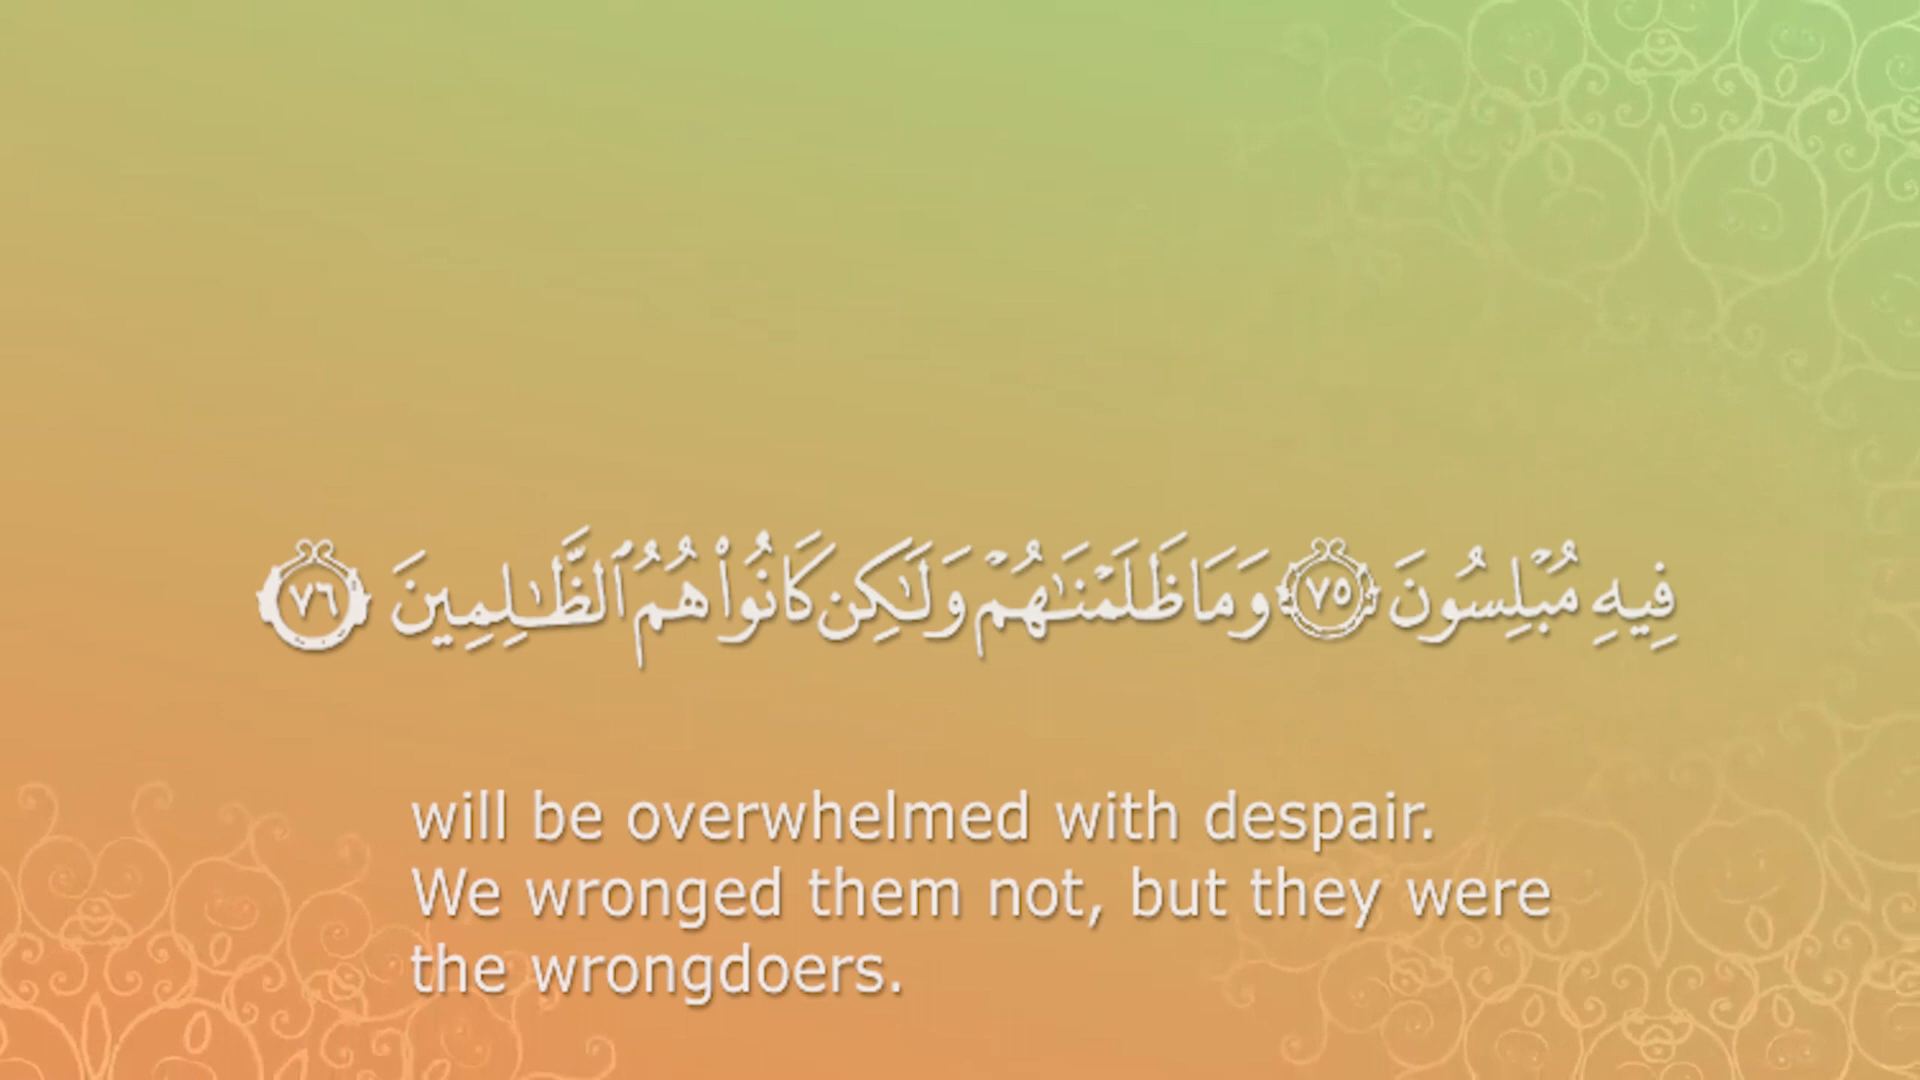 فِيهِ مُبْلِسُونَ ٧٥ وَمَا ظَلَمْنَـٰهُمْ وَلَـٰكِن كَانُوا۟ هُمُ ٱلظَّـٰلِمِينَ ٧٦
will be overwhelmed with despair.
We wronged them not, but they were
the wrongdoers.